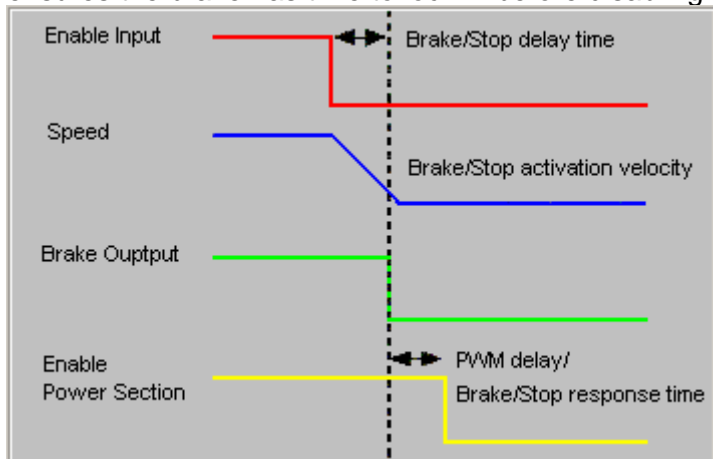 Enable Input
Brake/Stop delay time
Speed
Brake/Stop activation velocity
Brake Ouptput
Enable
Power Section
PWM delay/
Brake/Stop response time